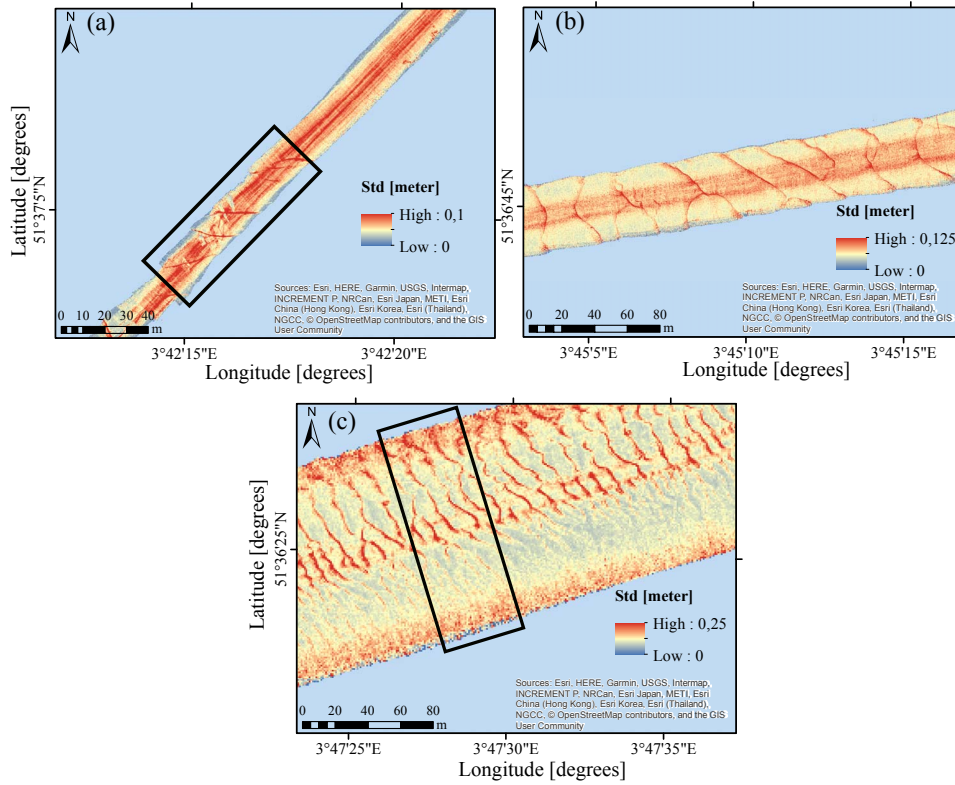 N
(a)
Latitude [degrees]
51°37'5"N
Std [meter]
High : 0,1
Low : 0
Sources: Esri, HERE, Garmin, USGS, Intermap,
INCREMENT P, NRCan, Esri Japan, METI, Esri
China (Hong Kong), Esri Korea, Esri (Thailand),
NGCC, © OpenStreetMap contributors, and the GIS
User Community
0 10 20 30 40
m
3°42'15"E
3°42'20"E
Longitude [degrees]
N
(b)
51°36'45"N
Std [meter]
High : 0,125
Low : 0
Sources: Esri, HERE, Garmin, USGS, Intermap,
INCREMENT P, NRCan, Esri Japan, METI, Esri
China (Hong Kong), Esri Korea, Esri (Thailand),
NGCC, © OpenStreetMap contributors, and the GIS
User Community
0 20 40 60 80
m
3°45'5"E
3°45'10"E
3°45'15"E
Longitude [degrees]
N
(c)
Latitude [degrees]
51°36'25"N
Std [meter]
High : 0,25
Low : 0
Sources: Esri, HERE, Garmin, USGS, Intermap,
INCREMENT P, NRCan, Esri Japan, METI, Esri
China (Hong Kong), Esri Korea, Esri (Thailand),
NGCC, © OpenStreetMap contributors, and the GIS
User Community
0 20 40 60 80
m
3°47'25"E
3°47'30"E
3°47'35"E
Longitude [degrees]